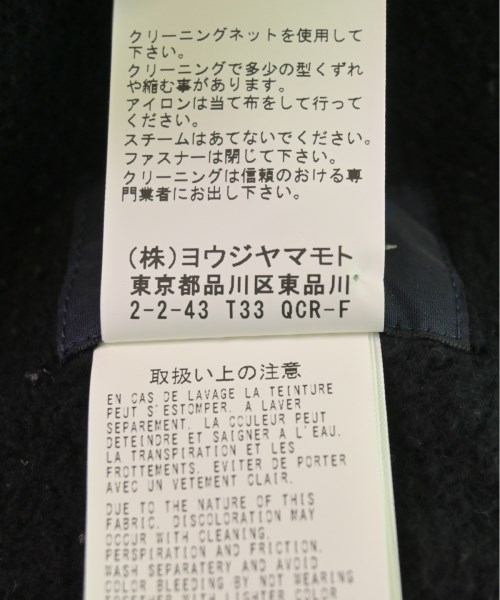 クリーニングネットを使用して
下さい。
クリーニングで多少の型くずれ
や縮む事があります。
アイロンは当て布をして行って
ください。
スチームはあてないでください。
ファスナーは閉じて下さい。
クリーニングは信頼のおける専
門業者にお出し下さい。
(株)ヨウジヤマモト
東京都品川区東品川
2-2-43 T33 QCR-F
取扱い上の注意
EN CAS DE LAVAGE LA TEINTURE
PEUT S'ESTOMPER. A LAVER
SEPAREMENT. LA COULEUR PEUT
DETEINDRE ET SAIGNER A L'EAU.
LA TRANSPIRATION ET LES
FROTTEMENTS. EVITER DE PORTER
AVEC UN VETEMENT CLAIR.
DUE TO THE NATURE OF THIS
FABRIC. DISCOLORATION MAY
OCCUR WITH CLEANING.
PERSPIRATION AND FRICTION.
WASH SEPARATERY AND AVOID
COLOR BLEEDING BY NOT WEARING
TOGETHER WITH LIGHTER COLOR